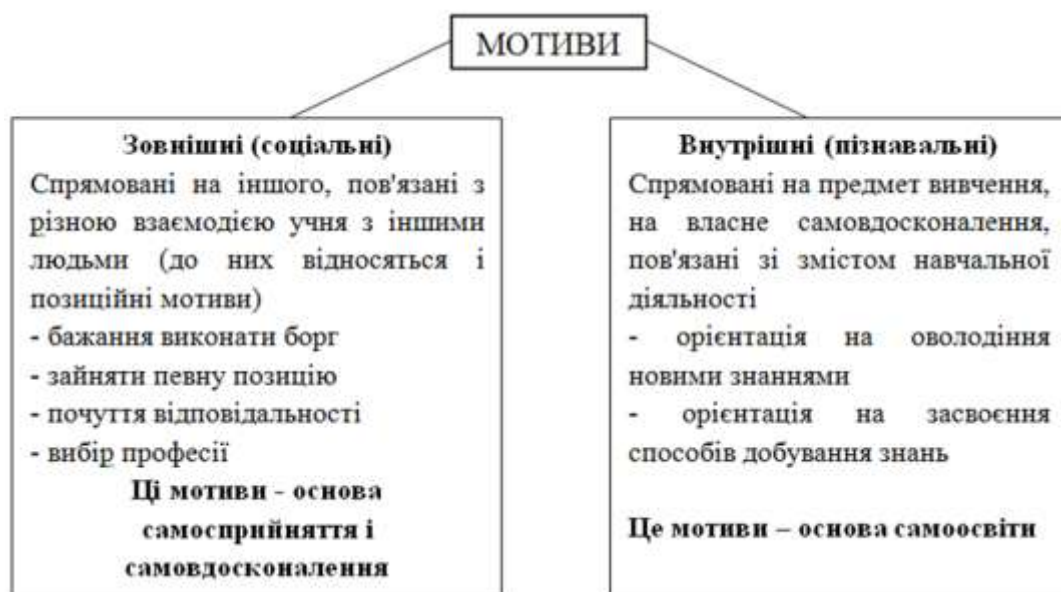 МОТИВИ
Зовнішні (соціальні)
Спрямовані на іншого, пов'язані з
різною взаємодією учня з іншими
людьми (до них відносяться і
позиційні мотиви)
- бажання виконати борг
- зайняти певну позицію
- почуття відповідальності
- вибір професії
Ці мотиви - основа
самосприйняття і
самовдосконалення
Внутрішні (пізнавальні)
Спрямовані на предмет вивчення,
на власне самовдосконалення,
пов'язані зі змістом навчальної
діяльності
- орієнтація на оволодіння
новими знаннями
- орієнтація на засвоєння
способів добування знань
Це мотиви – основа самоосвіти